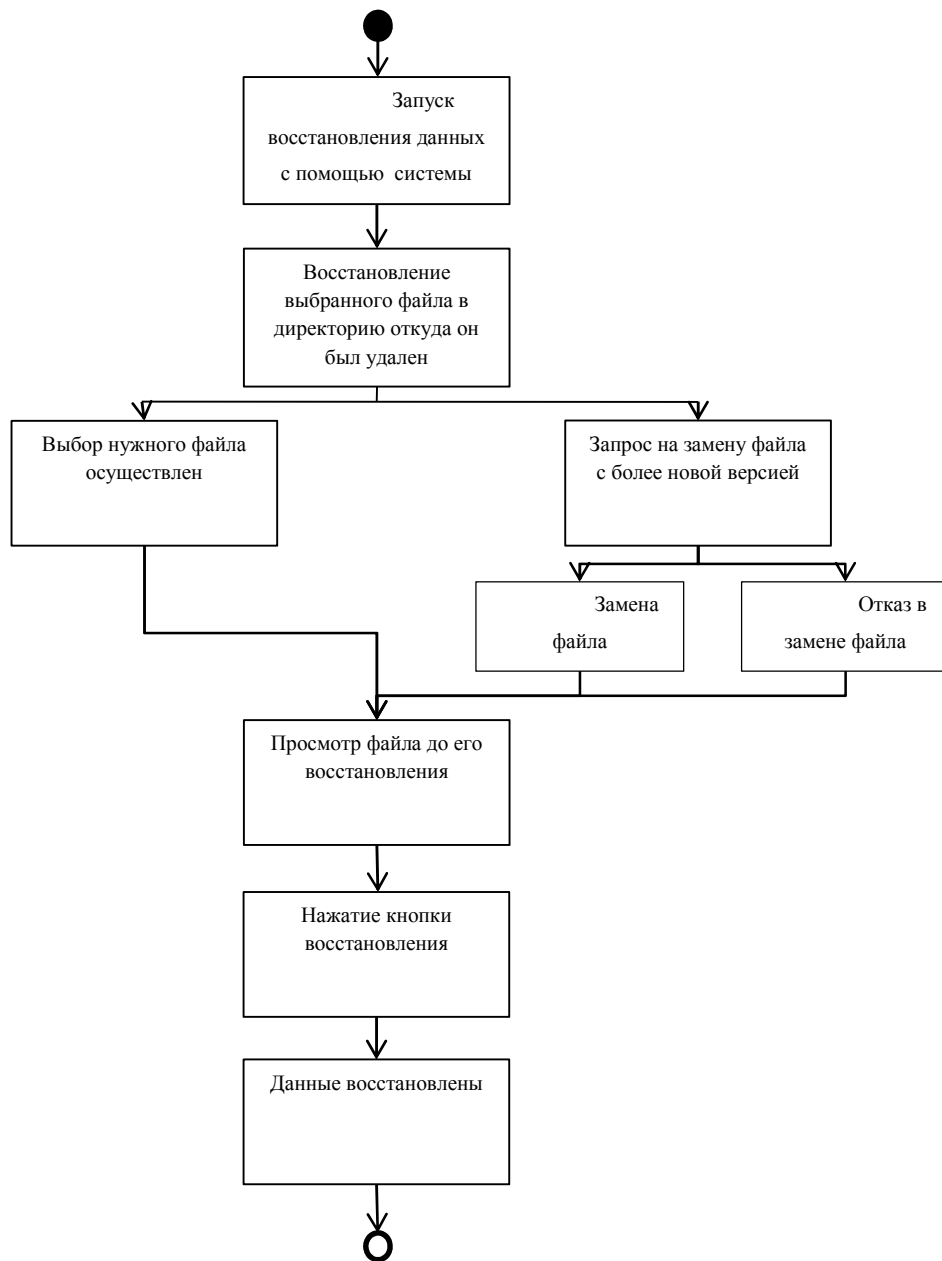 Запуск
восстановления данных
с помощью системы
Восстановление
выбранного файла в
директорию откуда он
был удален
Выбор нужного файла
осуществлен
Запрос на замену файла
с более новой версией
Замена
файла
Отказ в
замене файла
Просмотр файла до его
восстановления
Нажатие кнопки
восстановления
Данные восстановлены